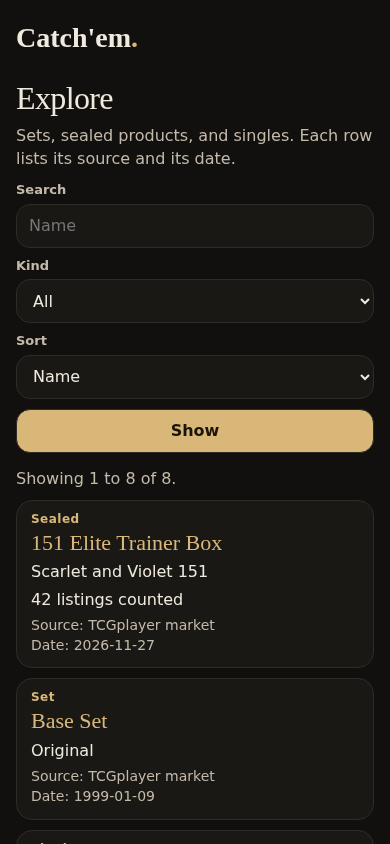 Catch'em.
Explore
Sets, sealed products, and singles. Each row
lists its source and its date.
Search
Name
Kind
All
Sort
Name
Show
Showing 1 to 8 of 8.
Sealed
151 Elite Trainer Box
Scarlet and Violet 151
42 listings counted
Source: TCGplayer market
Date: 2026-11-27
Set
Base Set
Original
Source: TCGplayer market
Date: 1999-01-09